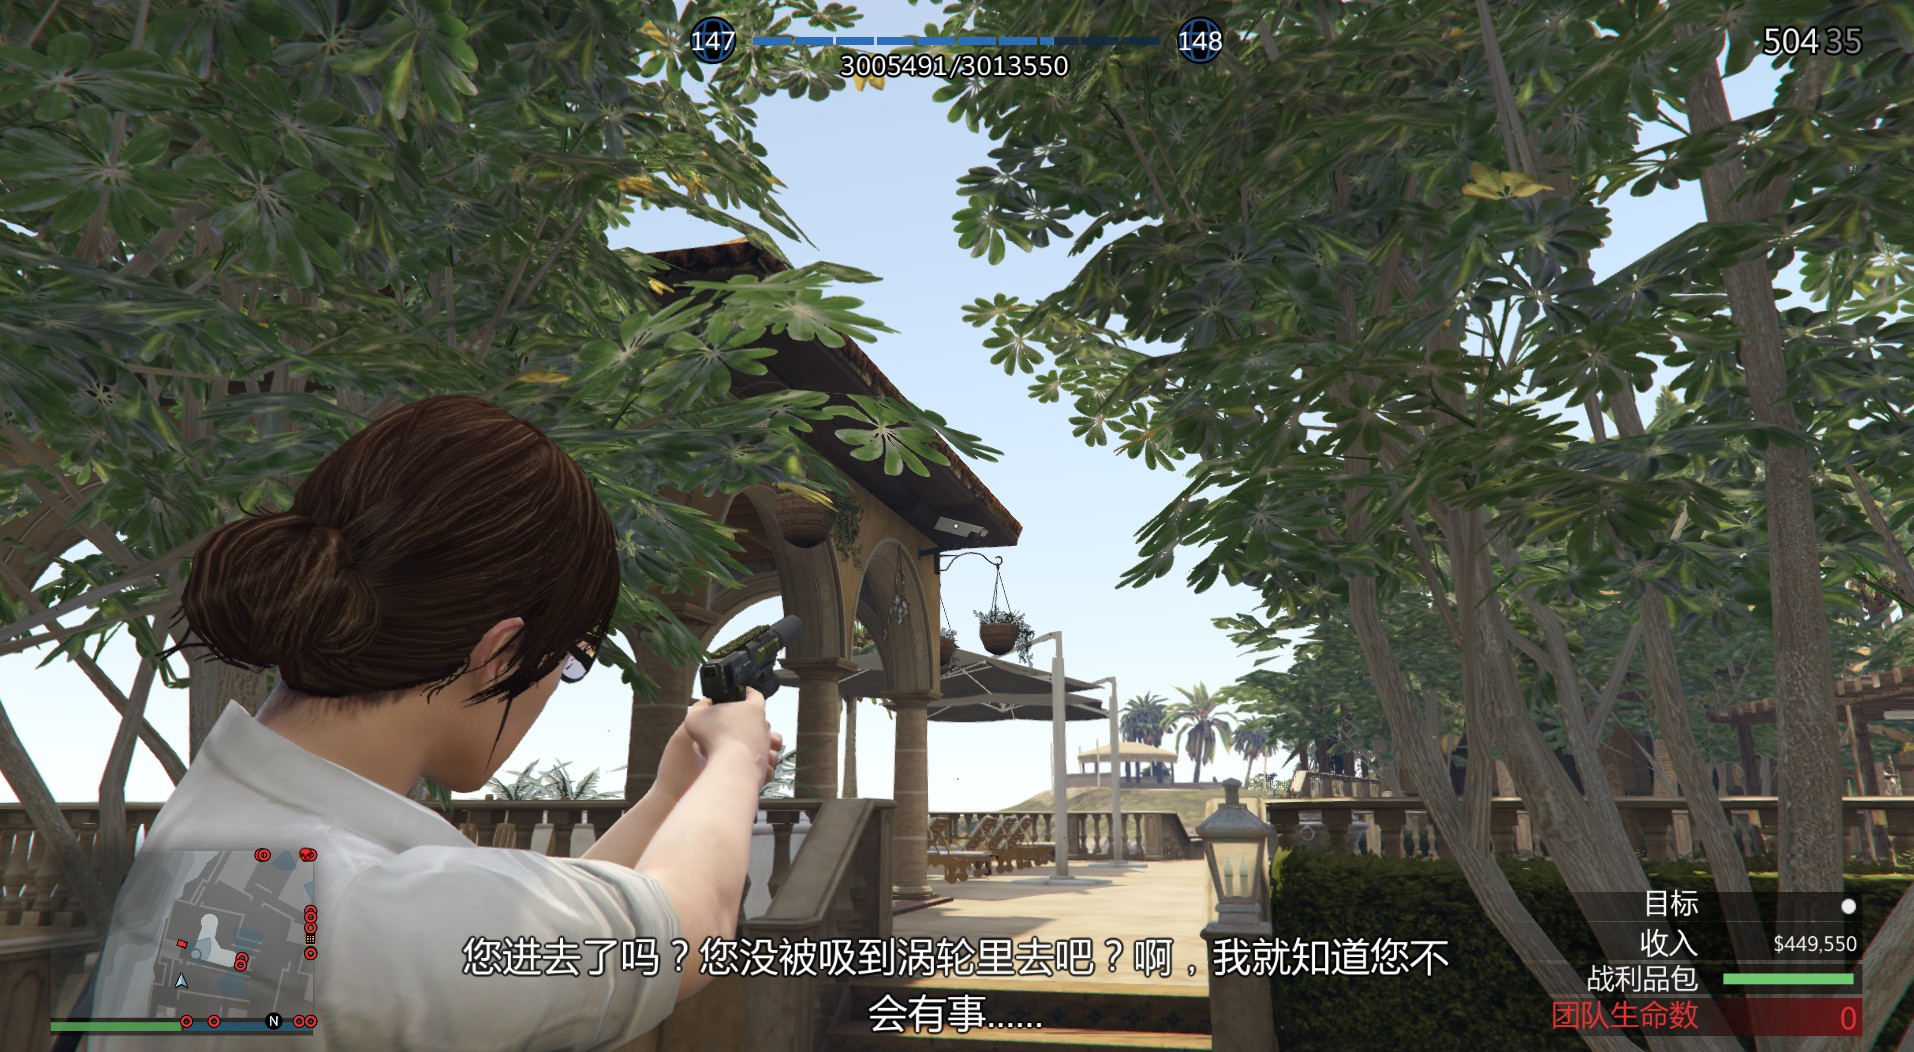 147
148
3005491/3013550
504 35
目标
收入 $449,550
战利品包
团队生命数 0
N
您进去了吗？您没被吸到涡轮里去吧？啊，我就知道您不
会有事……